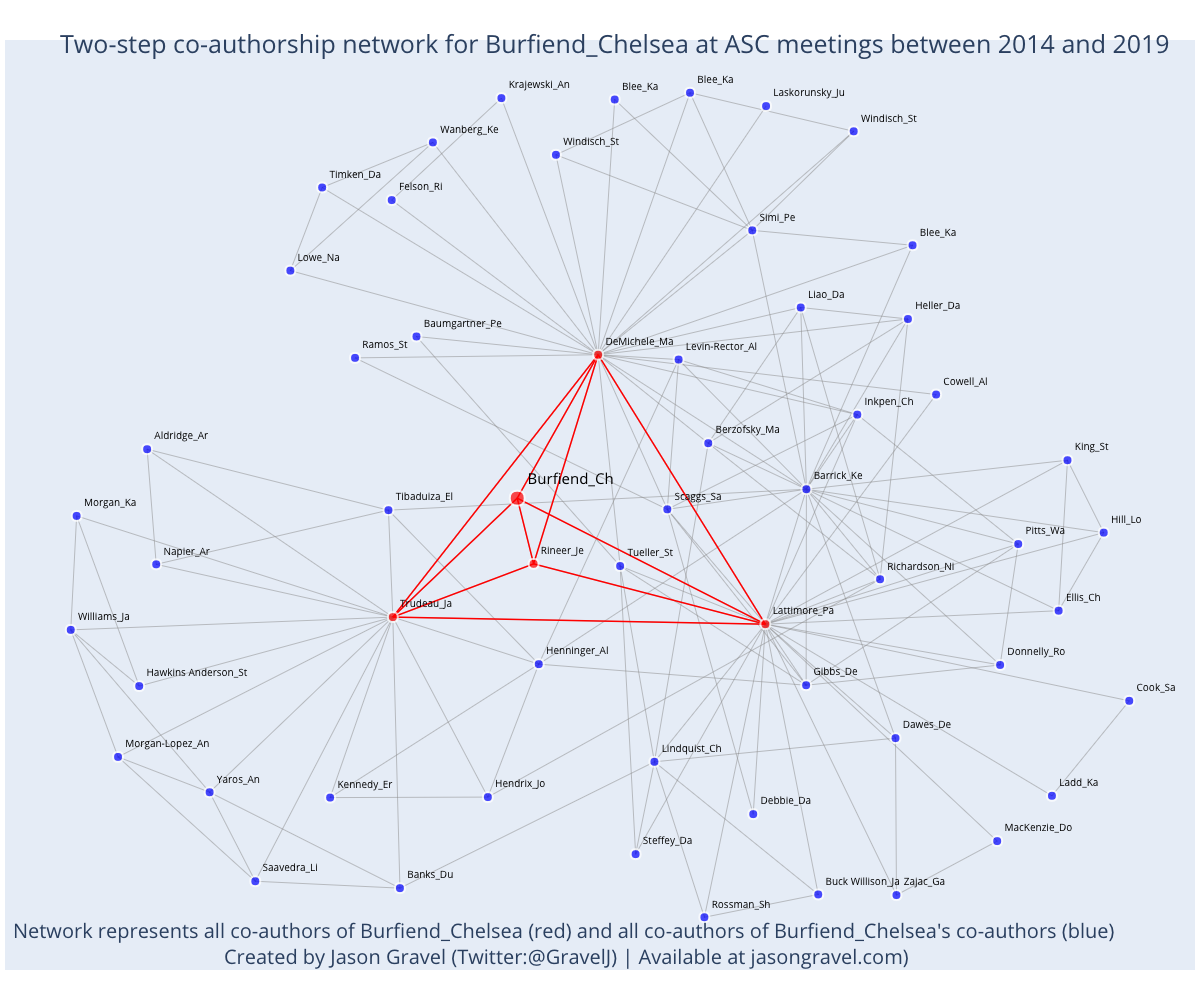 Two-step co-authorship network for Burfiend_Chelsea at ASC meetings between 2014 and 2019
Krajewski_An
Blee_Ka
Blee_Ka
Laskorunsky_Ju
Windisch_St
Wanberg_Ke
Windisch_St
Timken_Da
Felson_Ri
Simi_Pe
Blee_Ka
Lowe_Na
Liao_Da
Heller_Da
Baumgartner_Pe
Ramos_St
DeMichele_Ma
Levin-Rector_Al
Cowell_Al
Inkpen_Ch
Berzofsky_Ma
Aldridge_Ar
King_St
Barrick_Ke
Burfiend_Ch
Morgan_Ka
Tibaduiza_El
Scaggs_Sa
Hill_Lo
Pitts_Wa
Napier_Ar
Rineer_Je
Tueller_St
Richardson_Ni
Trudeau_Ja
Ellis_Ch
Williams_Ja
Lattimore_Pa
Henninger_Al
Donnelly_Ro
Hawkins Anderson_St
Gibbs_De
Cook_Sa
Dawes_De
Morgan-Lopez_An
Lindquist_Ch
Yaros_An
Kennedy_Er
Hendrix_Jo
Ladd_Ka
Debbie_Da
MacKenzie_Do
Steffey_Da
Saavedra_Li
Banks_Du
Buck Willison_Ja
Zajac_Ga
Rossman_Sh
Network represents all co-authors of Burfiend_Chelsea (red) and all co-authors of Burfiend_Chelsea's co-authors (blue)
Created by Jason Gravel (Twitter:@GravelJ) | Available at jasongravel.com)